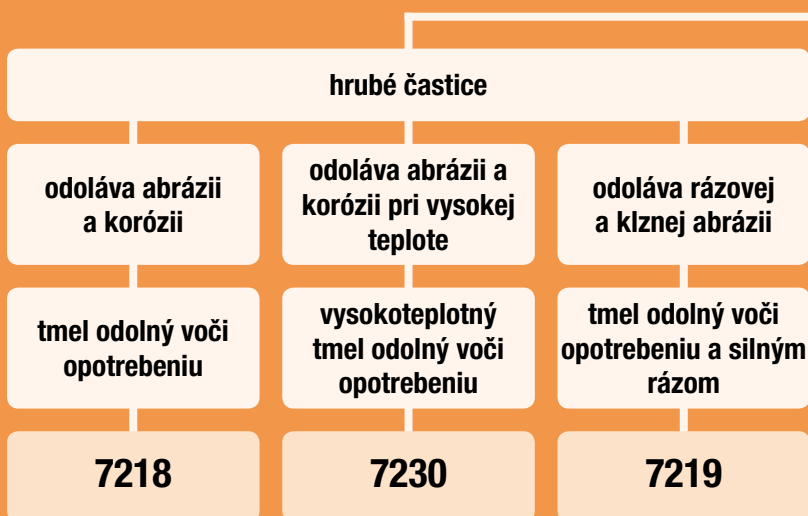 hrubé častice
odoláva abrázii
a korózii
odoláva abrázii a
korózii pri vysokej
teplote
odoláva rázovej
a klznej abrázii
tmel odolný voči
opotrebeniu
vysokoteplotný
tmel odolný voči
opotrebeniu
tmel odolný voči
opotrebeniu a silným
rázom
7218
7230
7219